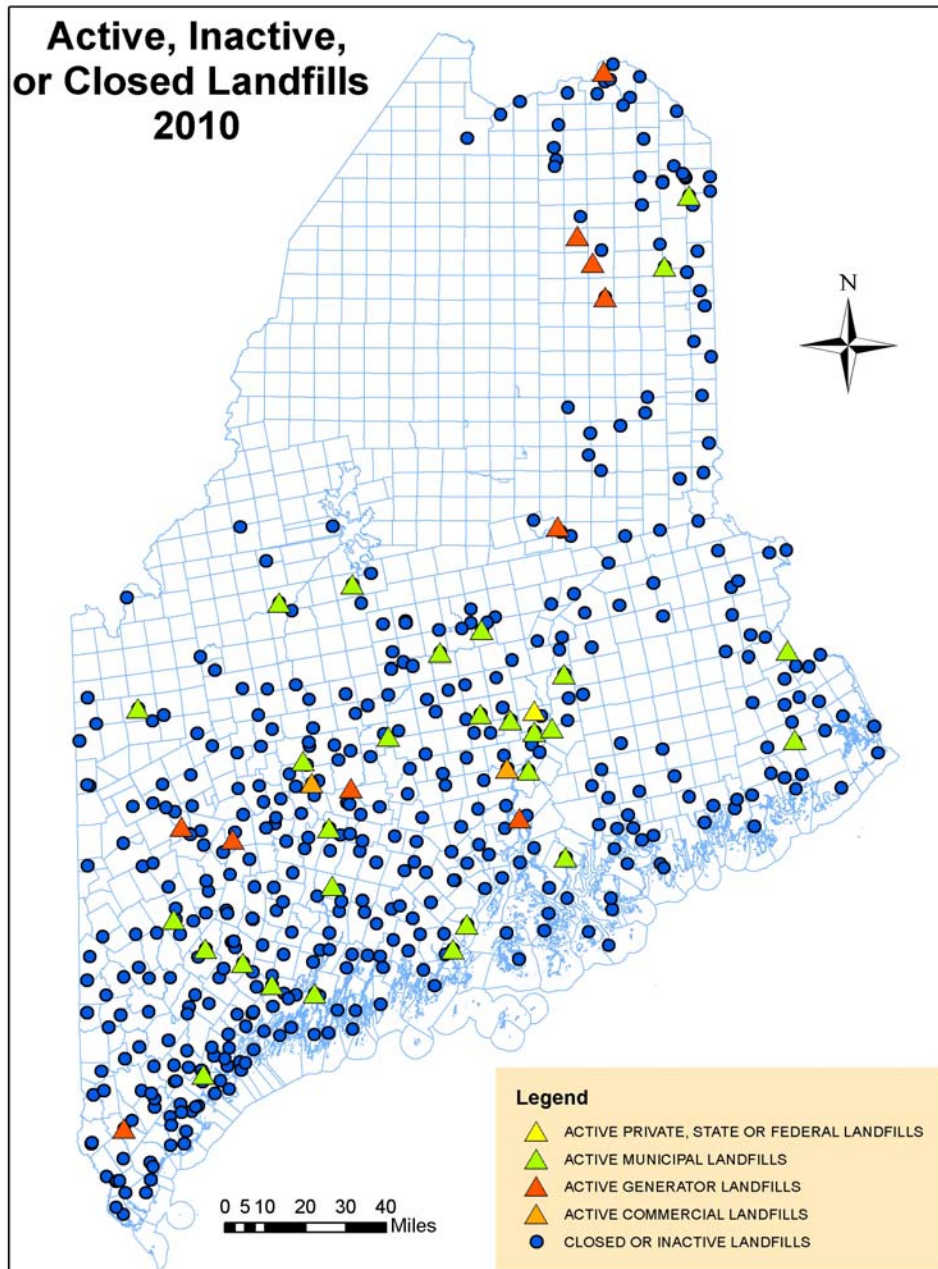 Active, Inactive,
or Closed Landfills
2010
N
Legend
ACTIVE PRIVATE, STATE OR FEDERAL LANDFILLS
ACTIVE MUNICIPAL LANDFILLS
ACTIVE GENERATOR LANDFILLS
ACTIVE COMMERCIAL LANDFILLS
CLOSED OR INACTIVE LANDFILLS
0 5 10 20 30 40
Miles